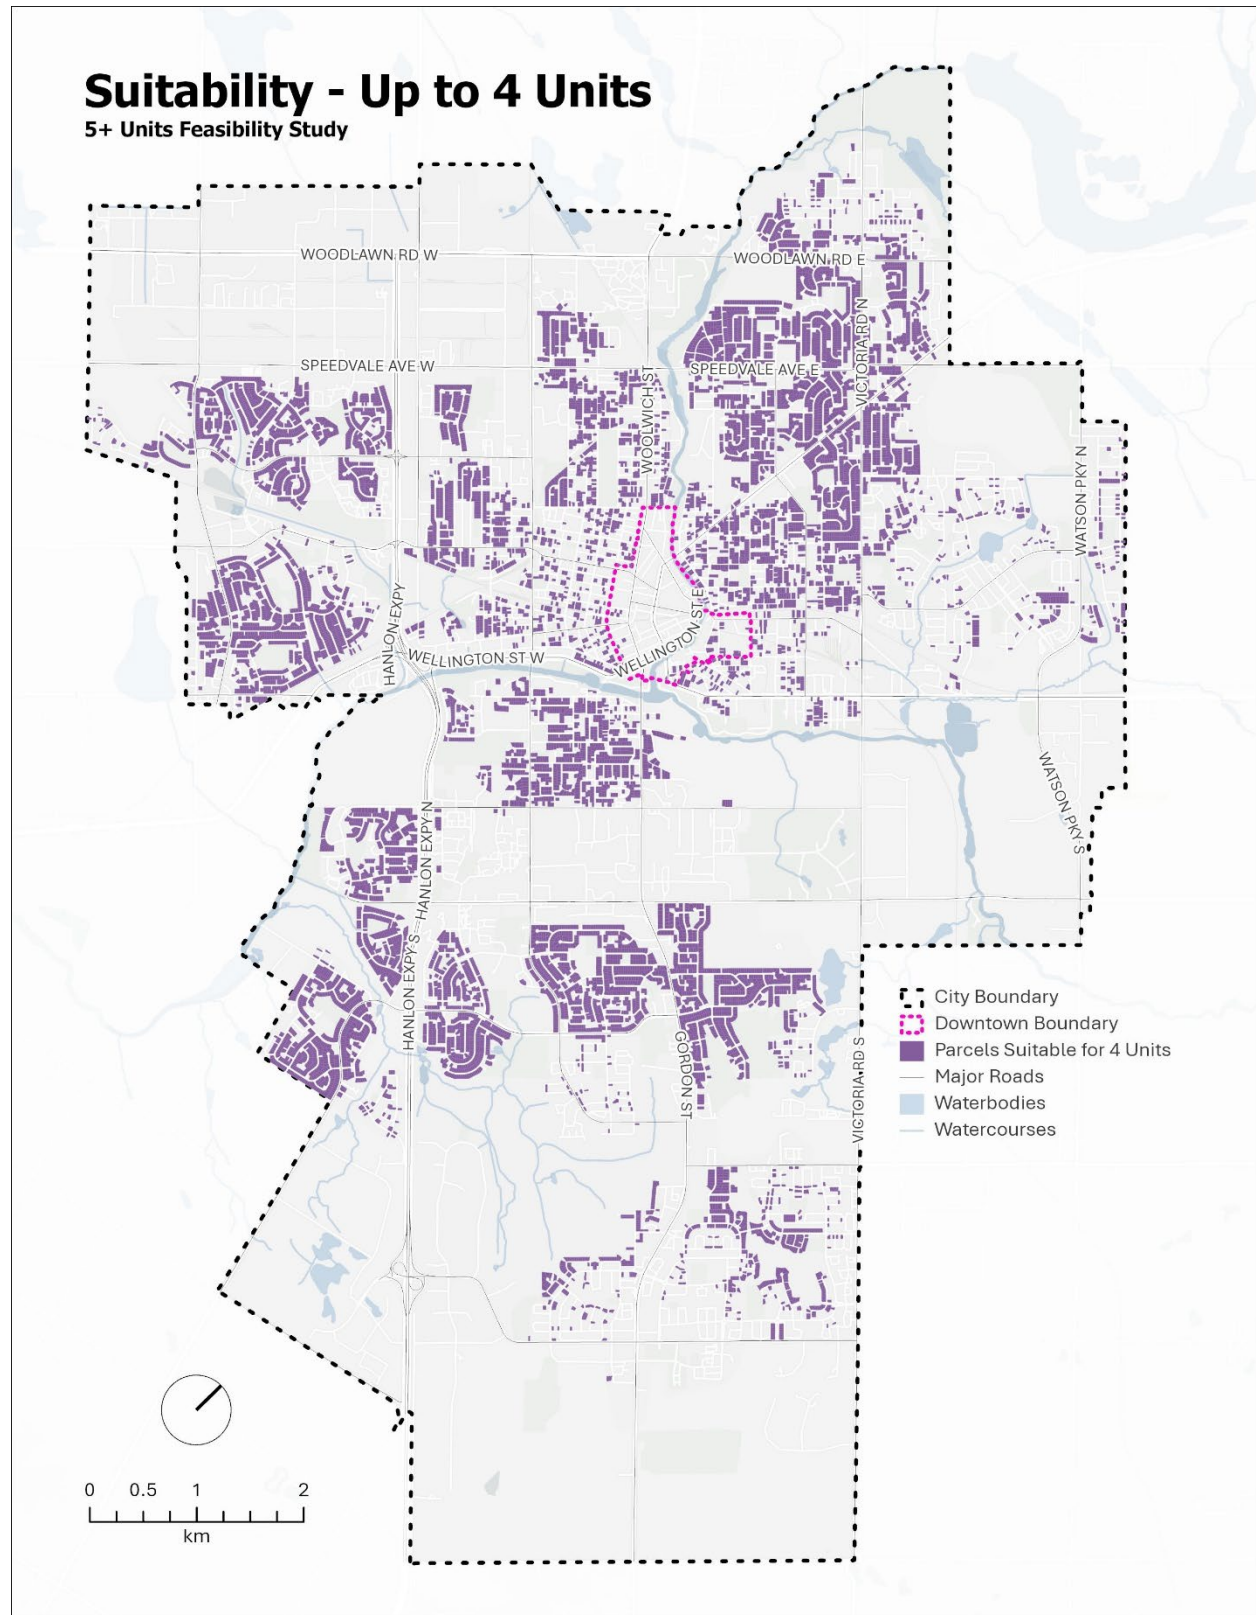 Suitability - Up to 4 Units
5+ Units Feasibility Study
WOODLAWN RD W
WOODLAWN RD E
VICTORIA RD N
SPEEDVALE AVE W
SPEEDVALE AVE E
WOOLWICH ST
WATSON PKY N
HANLON EXPY
WELLINGTON ST W
WELLINGTON ST E
WATSON PKY S
HANLON EXPY N
HANLON EXPY S
GORDON ST
VICTORIA RD S
City Boundary
Downtown Boundary
Parcels Suitable for 4 Units
Major Roads
Waterbodies
Watercourses
0 0.5 1 2
km